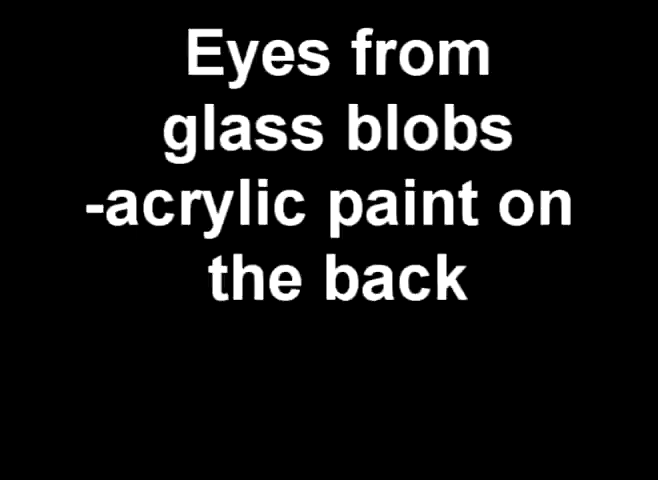 Eyes from
glass blobs
-acrylic paint on
the back